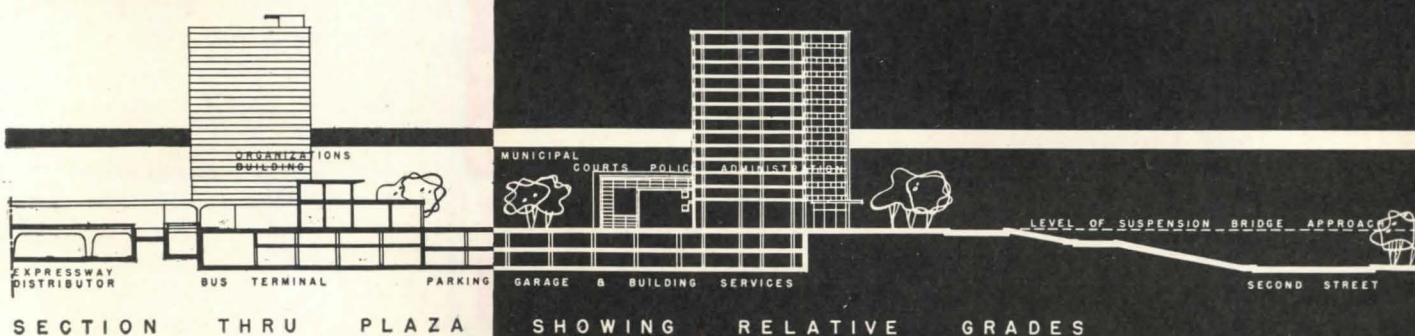 ORGANIZATIONS
BUILDING
MUNICIPAL
COURTS POLICE ADMINISTRATION
LEVEL OF SUSPENSION BRIDGE APPROACH
EXPRESSWAY
DISTRIBUTOR
BUS TERMINAL
PARKING GARAGE & BUILDING SERVICES
SECOND STREET
SECTION THRU PLAZA SHOWING RELATIVE GRADES